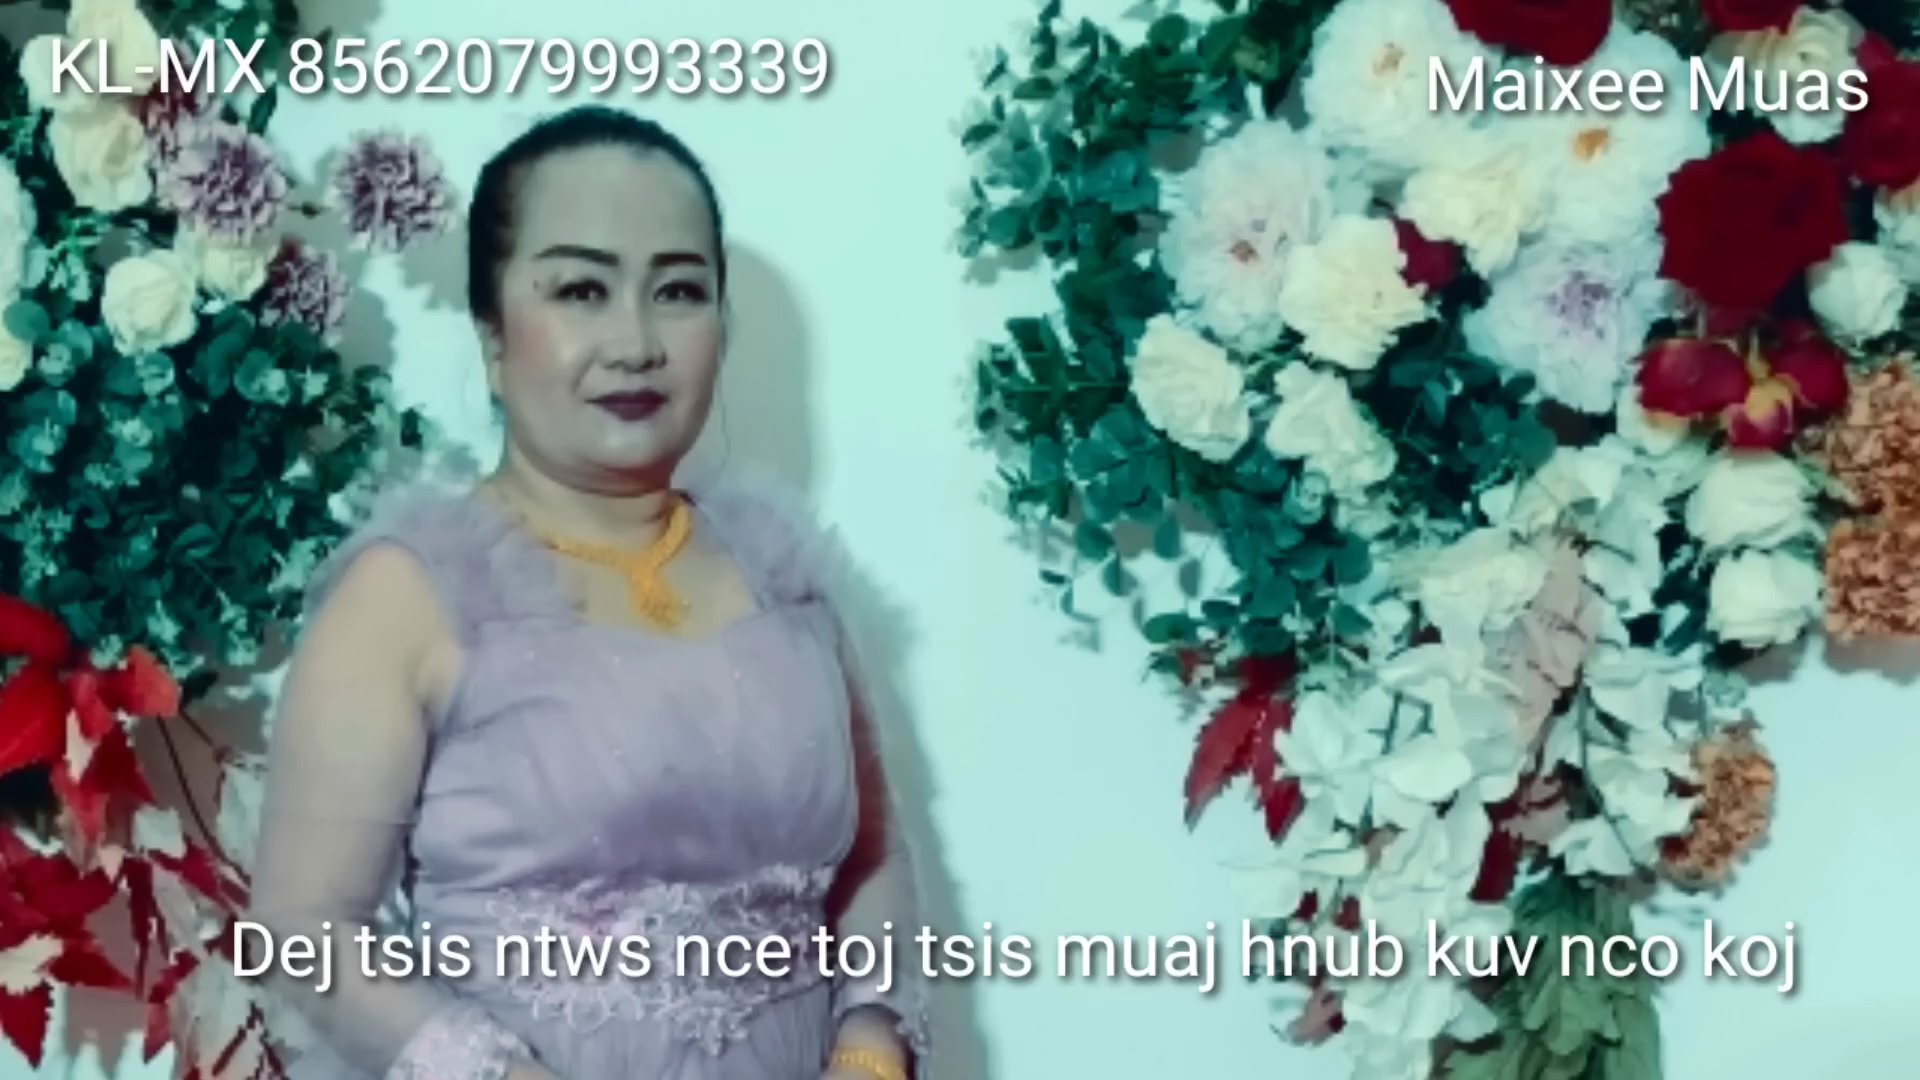 KL-MX 8562079993339
Maixee Muas
Dej tsis ntws nce toj tsis muaj hnub kuv nco koj